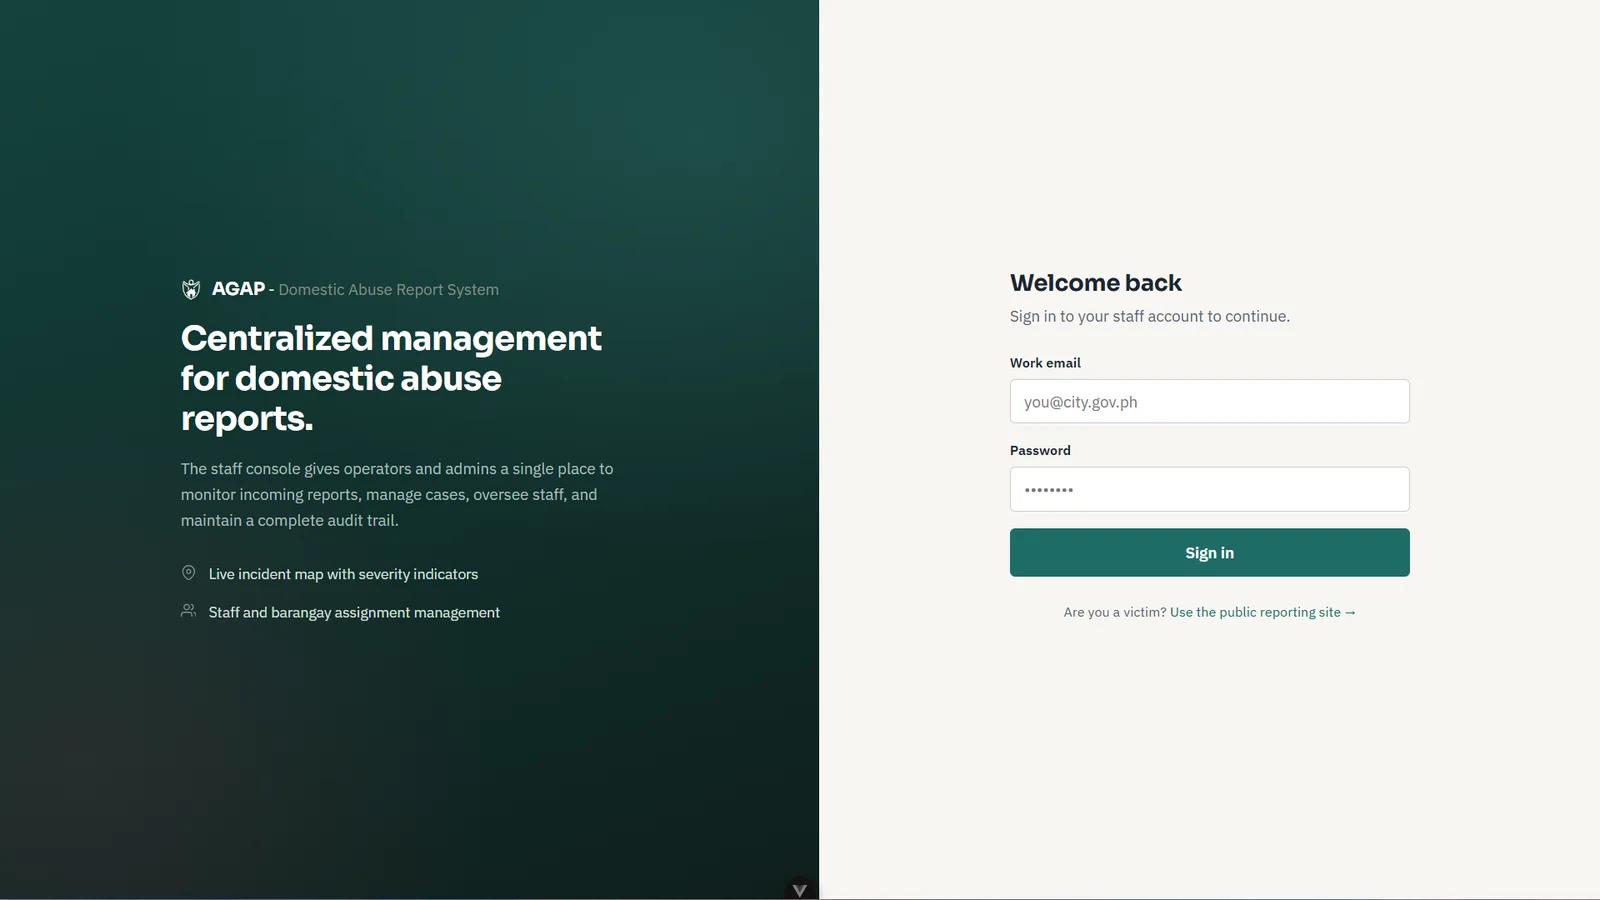 AGAP - Domestic Abuse Report System
Centralized management
for domestic abuse
reports.
The staff console gives operators and admins a single place to
monitor incoming reports, manage cases, oversee staff, and
maintain a complete audit trail.
Live incident map with severity indicators
Staff and barangay assignment management
Welcome back
Sign in to your staff account to continue.
Work email
you@city.gov.ph
Password
••••••••
Sign in
Are you a victim? Use the public reporting site →